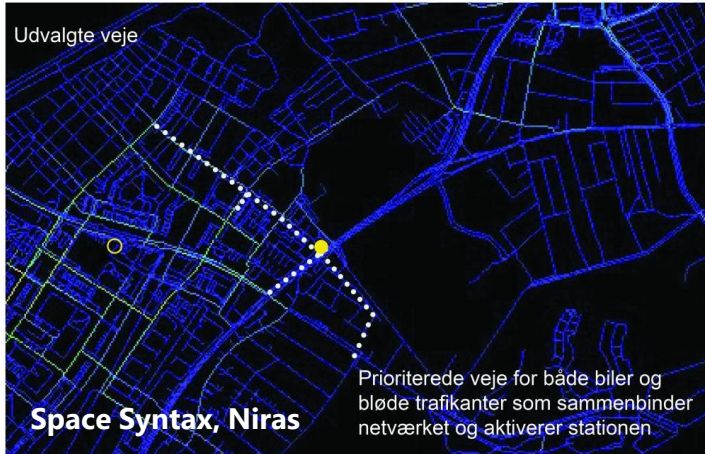 Udvalgte veje
Prioriterede veje for både biler og
bløde trafikanter som sammenbinder
netværket og aktiverer stationen
Space Syntax, Niras